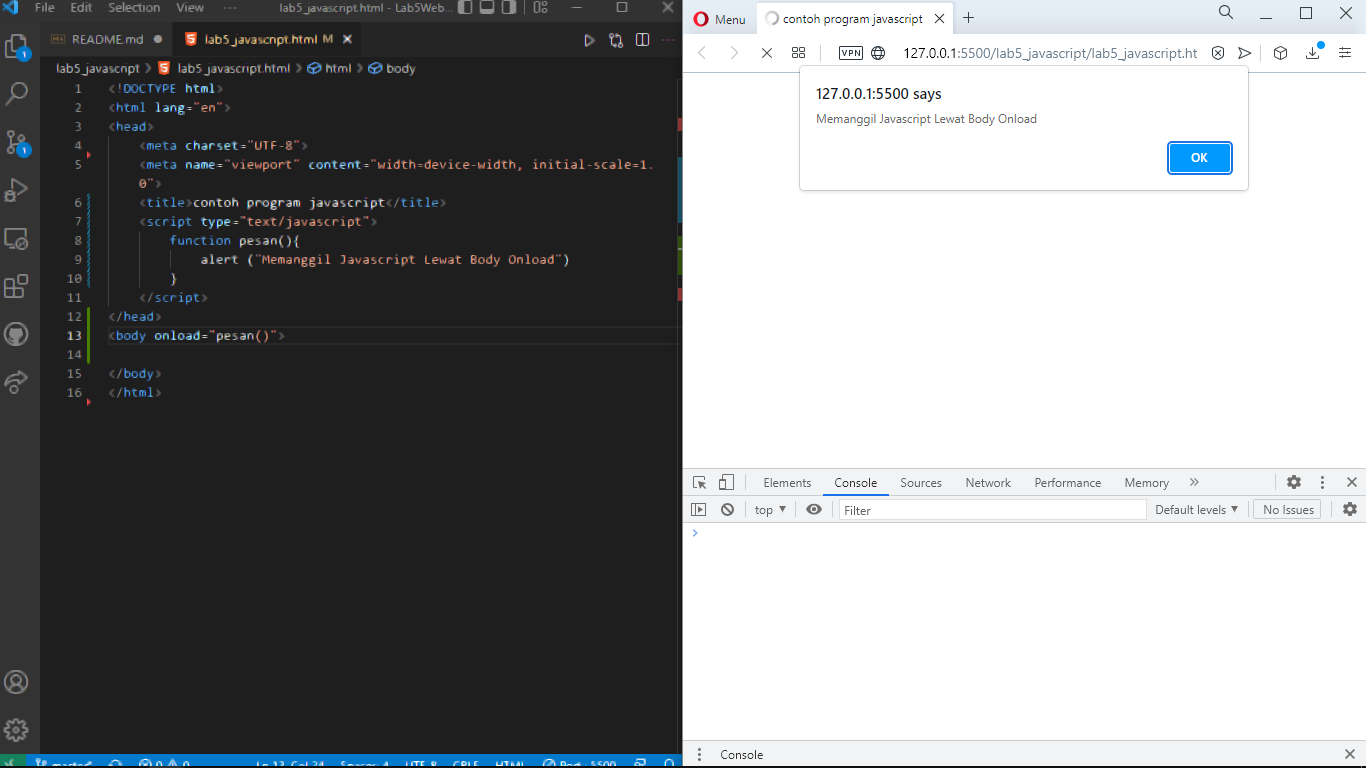 File Edit Selection View ··· lab5_javascript.html - Lab5Web...
README.md ● lab5_javascript.html M
lab5_javascript > lab5_javascript.html > html > body
1 <!DOCTYPE html>
2 <html lang="en">
3 <head>
4 <meta charset="UTF-8">
5 <meta name="viewport" content="width=device-width, initial-scale=1.
0">
6 <title>contoh program javascript</title>
7 <script type="text/javascript">
8 function pesan(){
9 alert ("Memanggil Javascript Lewat Body Onload")
10 }
11 </script>
12 </head>
13 <body onload="pesan()">
14
15 </body>
16 </html>
1
1
master* 0 0 Ln 13, Col 24 Spaces: 4 UTF-8 CRLF HTML Port : 5500
Menu contoh program javascript
VPN 127.0.0.1:5500/lab5_javascript/lab5_javascript.ht
127.0.0.1:5500 says
Memanggil Javascript Lewat Body Onload
OK
Elements Console Sources Network Performance Memory »
top ▼ Filter Default levels ▼ No Issues
>
Console